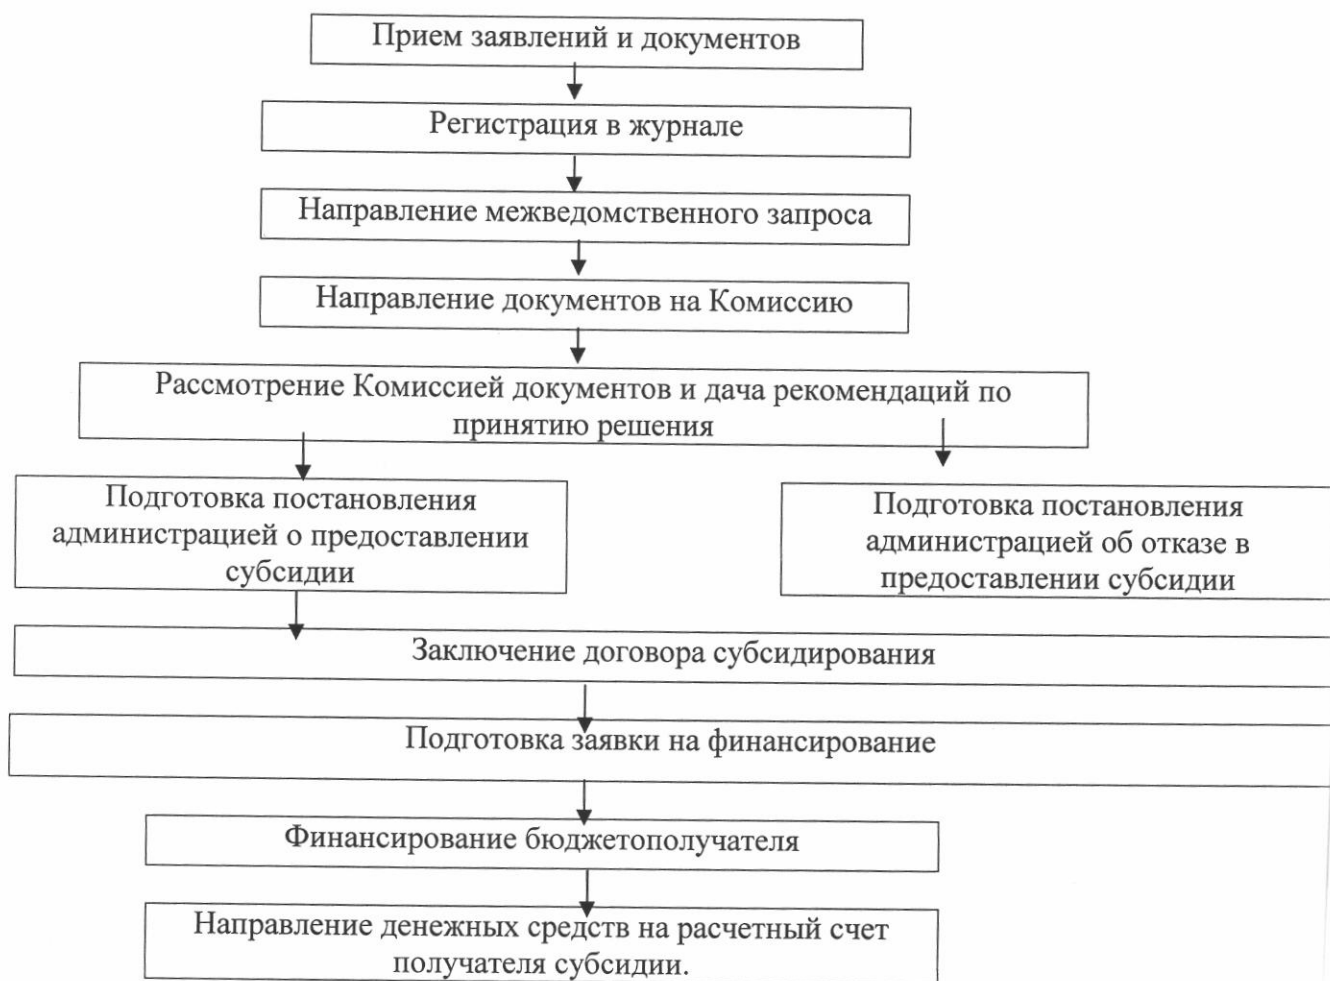 Прием заявлений и документов
Регистрация в журнале
Направление межведомственного запроса
Направление документов на Комиссию
Рассмотрение Комиссией документов и дача рекомендаций по
принятию решения
Подготовка постановления
администрацией о предоставлении
субсидии
Подготовка постановления
администрацией об отказе в
предоставлении субсидии
Заключение договора субсидирования
Подготовка заявки на финансирование
Финансирование бюджетополучателя
Направление денежных средств на расчетный счет
получателя субсидии.